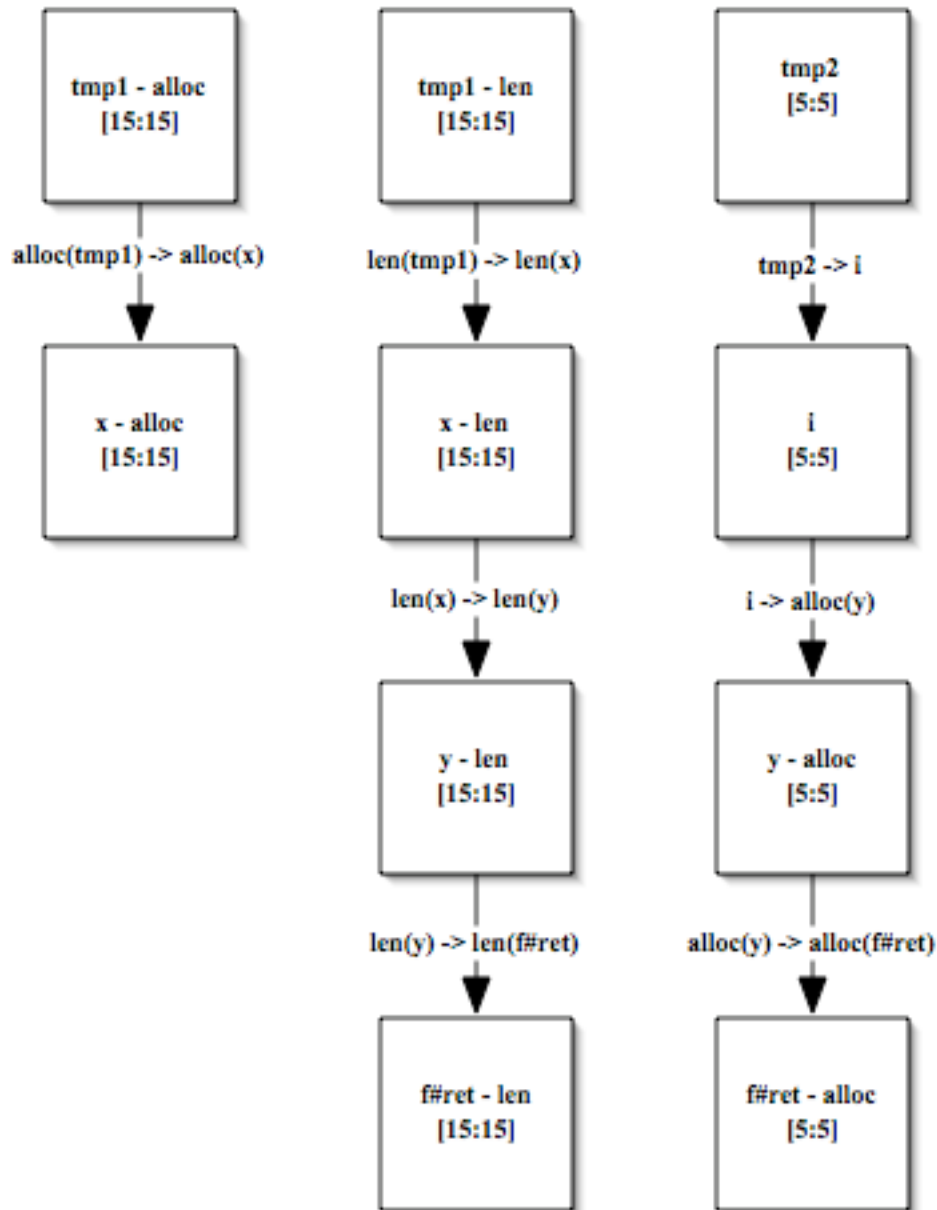 tmp1 - alloc
[15:15]
tmp1 - len
[15:15]
tmp2
[5:5]
alloc(tmp1) -> alloc(x)
len(tmp1) -> len(x)
tmp2 -> i
x - alloc
[15:15]
x - len
[15:15]
i
[5:5]
len(x) -> len(y)
i -> alloc(y)
y - len
[15:15]
y - alloc
[5:5]
len(y) -> len(f#ret)
alloc(y) -> alloc(f#ret)
f#ret - len
[15:15]
f#ret - alloc
[5:5]